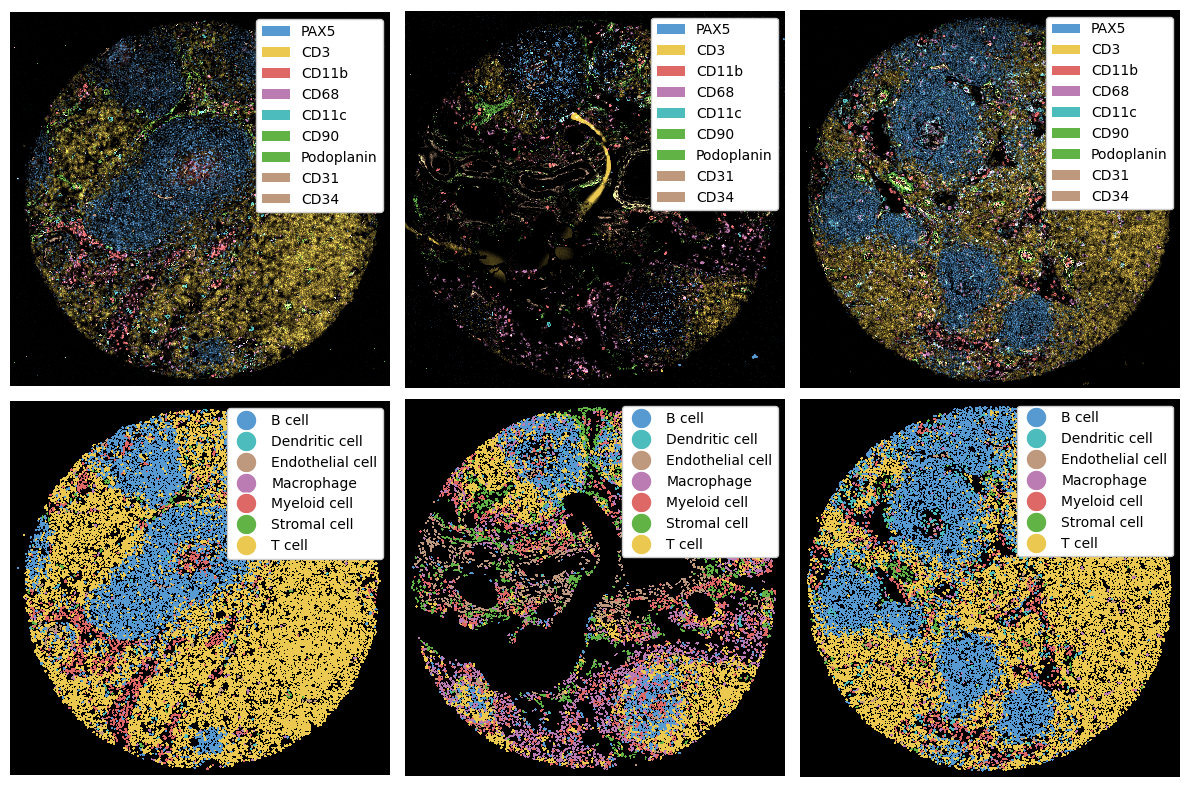 PAX5
CD3
CD11b
CD68
CD11c
CD90
Podoplanin
CD31
CD34
PAX5
CD3
CD11b
CD68
CD11c
CD90
Podoplanin
CD31
CD34
PAX5
CD3
CD11b
CD68
CD11c
CD90
Podoplanin
CD31
CD34
B cell
Dendritic cell
Endothelial cell
Macrophage
Myeloid cell
Stromal cell
T cell
B cell
Dendritic cell
Endothelial cell
Macrophage
Myeloid cell
Stromal cell
T cell
B cell
Dendritic cell
Endothelial cell
Macrophage
Myeloid cell
Stromal cell
T cell